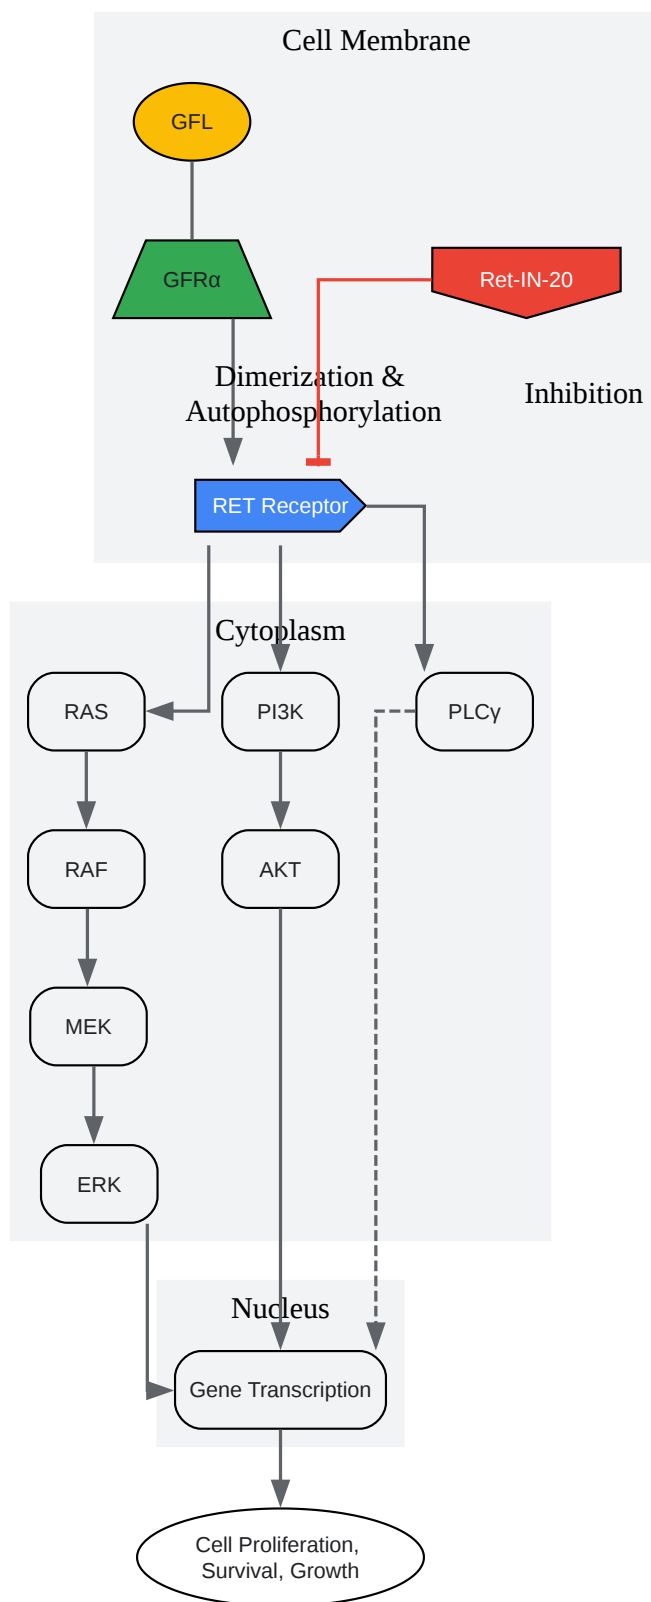 Cell Membrane
GFL
GFRα
Ret-IN-20
Dimerization &
Autophosphorylation
Inhibition
RET Receptor
Cytoplasm
RAS
PI3K
PLCγ
RAF
AKT
MEK
ERK
Nucleus
Gene Transcription
Cell Proliferation,
Survival, Growth